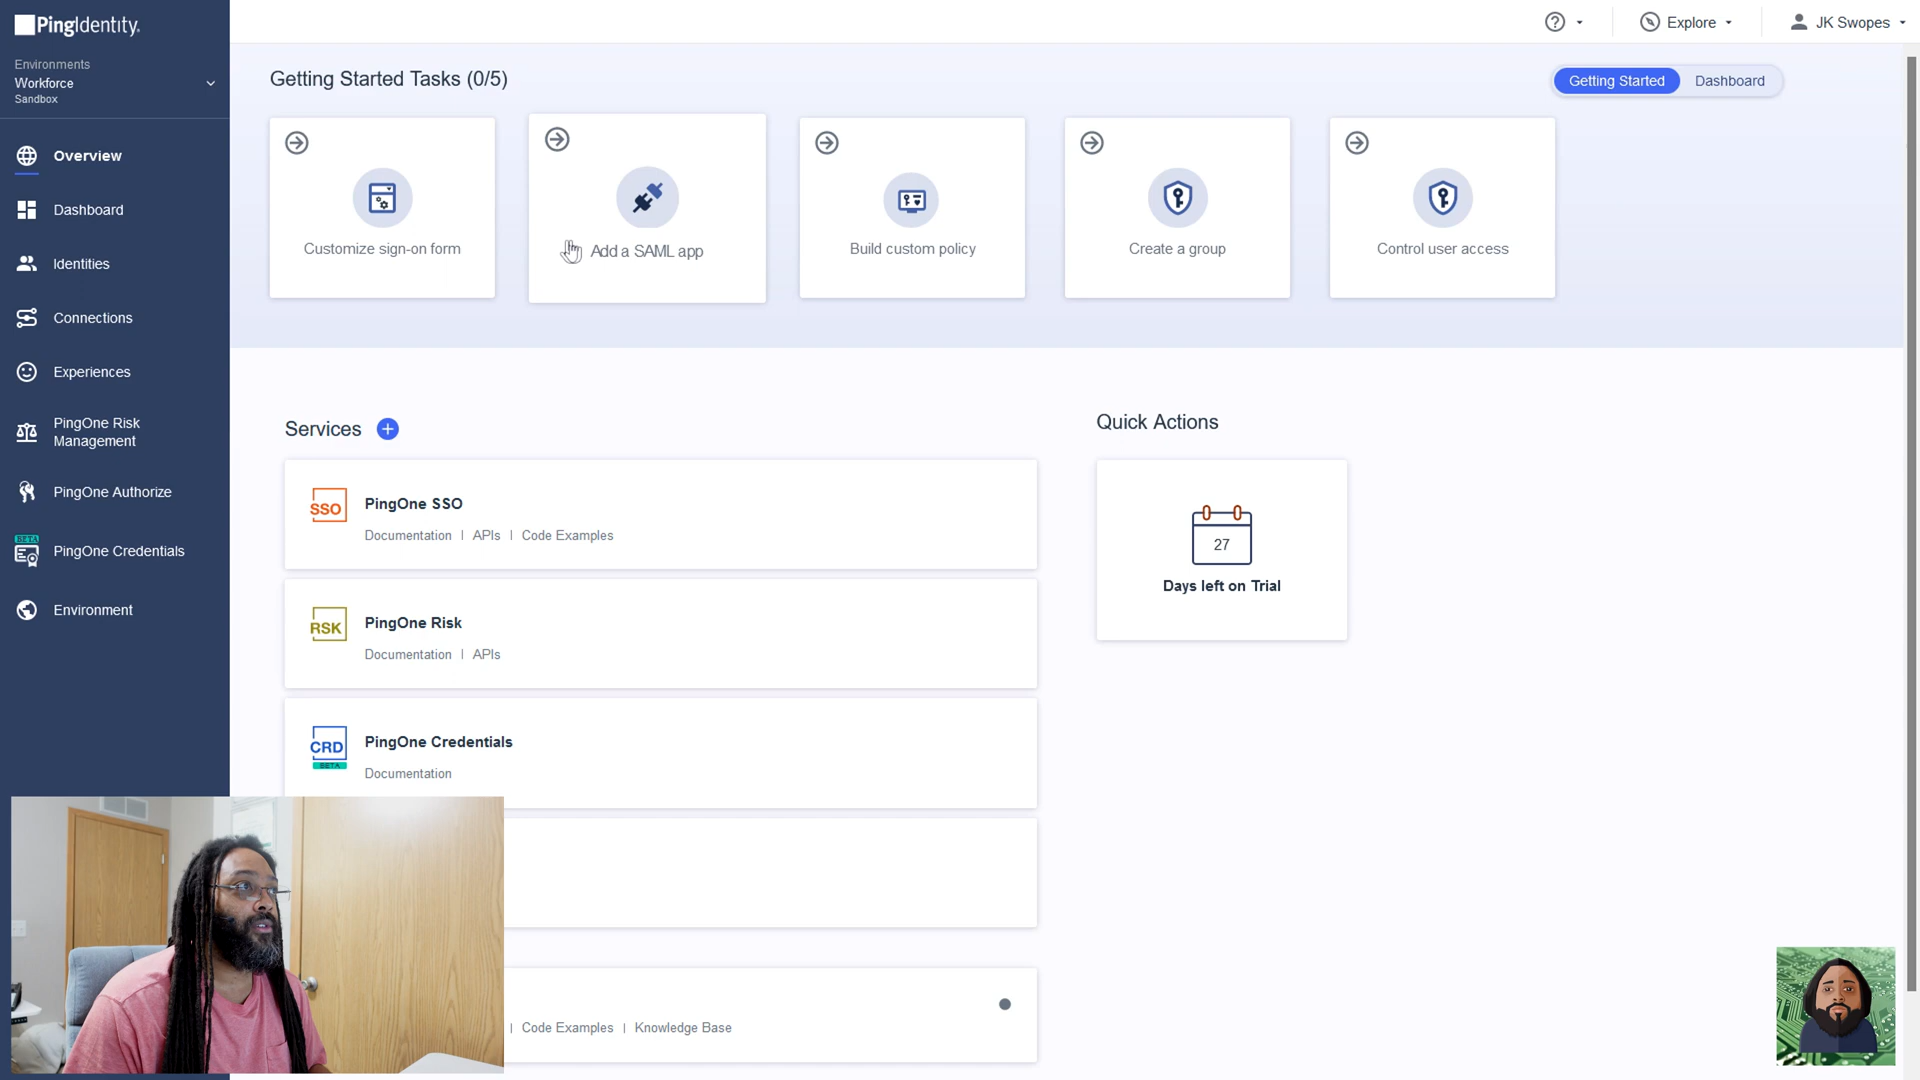 PingIdentity.
Environments
Workforce
Sandbox
Overview
Dashboard
Identities
Connections
Experiences
PingOne Risk
Management
PingOne Authorize
BETA
PingOne Credentials
Environment
?
Explore
JK Swopes
Getting Started Tasks (0/5)
Getting Started
Dashboard
Customize sign-on form
Add a SAML app
Build custom policy
Create a group
Control user access
Services
SSO
PingOne SSO
Documentation | APIs | Code Examples
RSK
PingOne Risk
Documentation | APIs
CRD
BETA
PingOne Credentials
Documentation
| Code Examples | Knowledge Base
Quick Actions
27
Days left on Trial